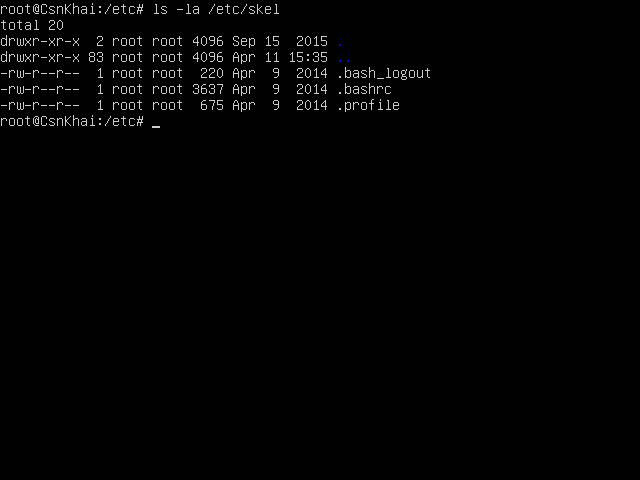 root@CsnKhai:/etc# ls -la /etc/skel
total 20
drwxr-xr-x  2 root root 4096 Sep 15  2015 .
drwxr-xr-x 83 root root 4096 Apr 11 15:35 ..
-rw-r--r--  1 root root  220 Apr  9  2014 .bash_logout
-rw-r--r--  1 root root 3637 Apr  9  2014 .bashrc
-rw-r--r--  1 root root  675 Apr  9  2014 .profile
root@CsnKhai:/etc# _